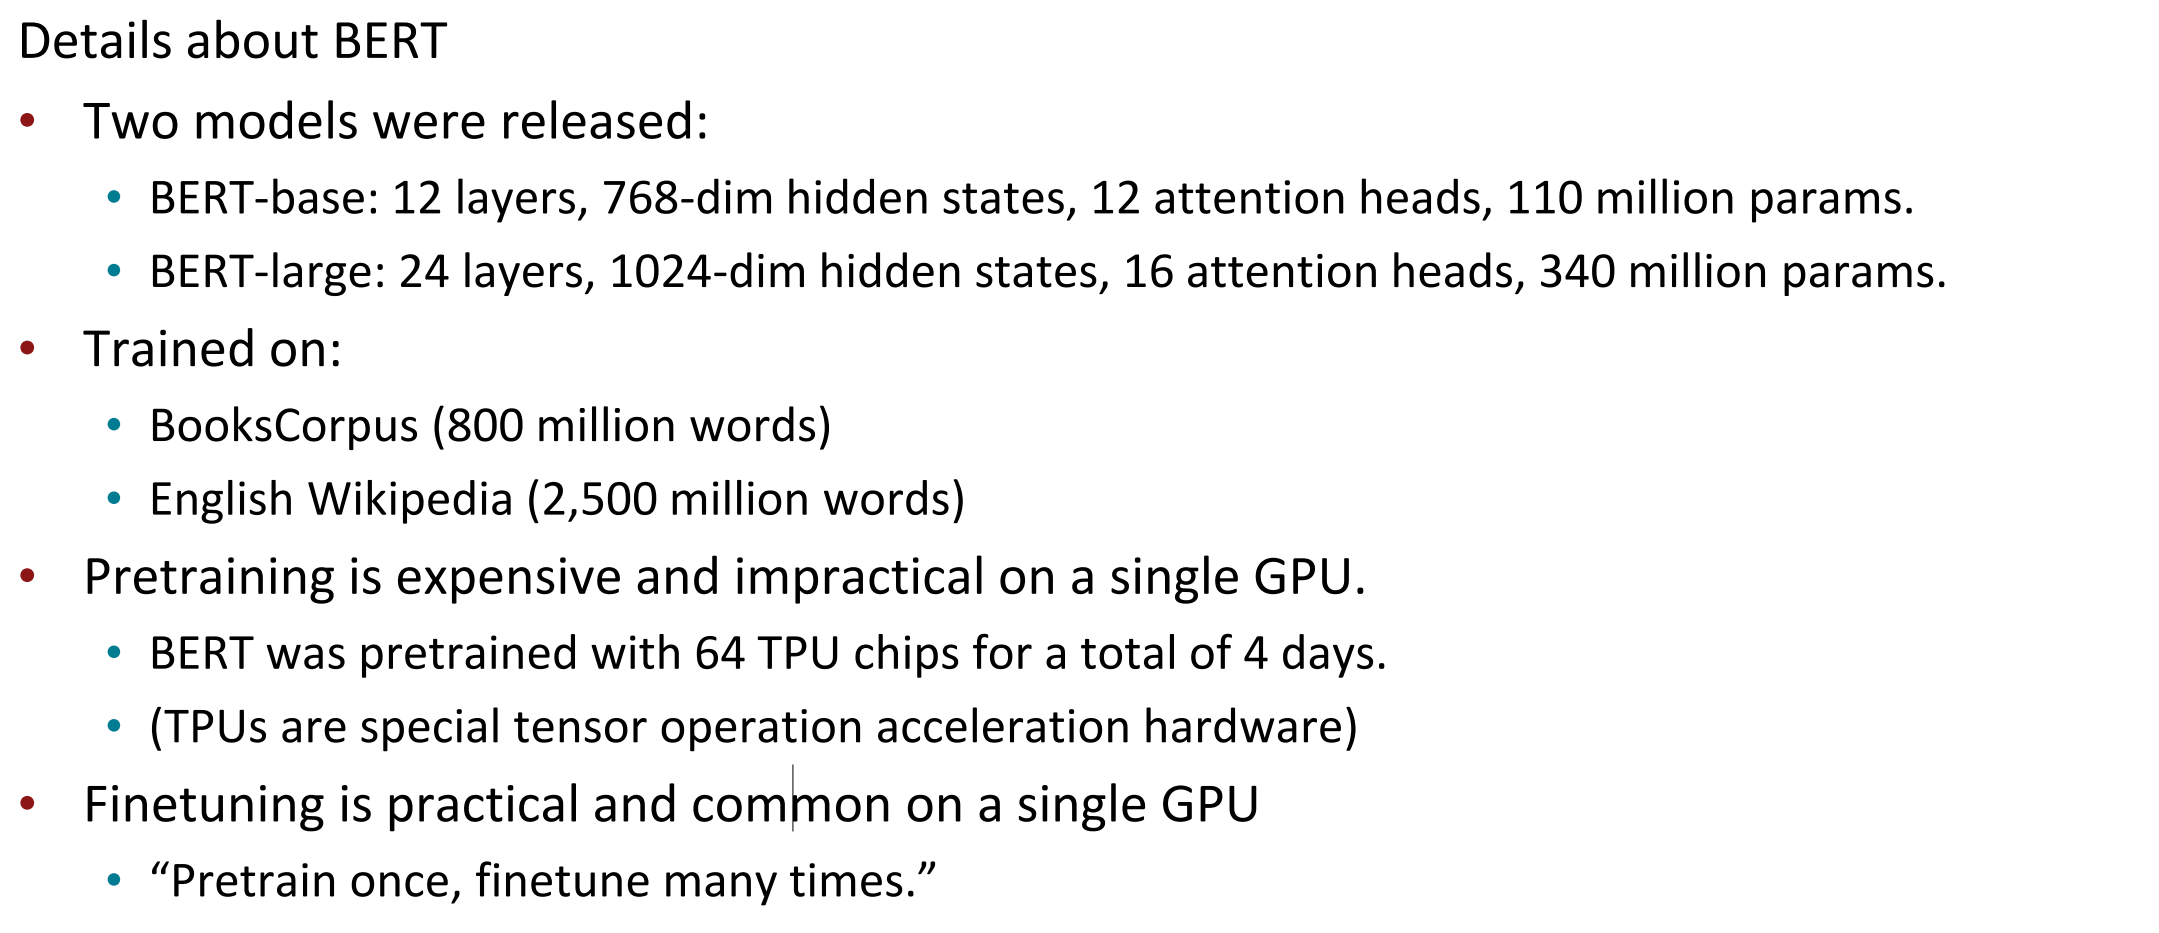 Details about BERT
• Two models were released:
• BERT-base: 12 layers, 768-dim hidden states, 12 attention heads, 110 million params.
• BERT-large: 24 layers, 1024-dim hidden states, 16 attention heads, 340 million params.
• Trained on:
• BooksCorpus (800 million words)
• English Wikipedia (2,500 million words)
• Pretraining is expensive and impractical on a single GPU.
• BERT was pretrained with 64 TPU chips for a total of 4 days.
• (TPUs are special tensor operation acceleration hardware)
• Finetuning is practical and common on a single GPU
• “Pretrain once, finetune many times.”